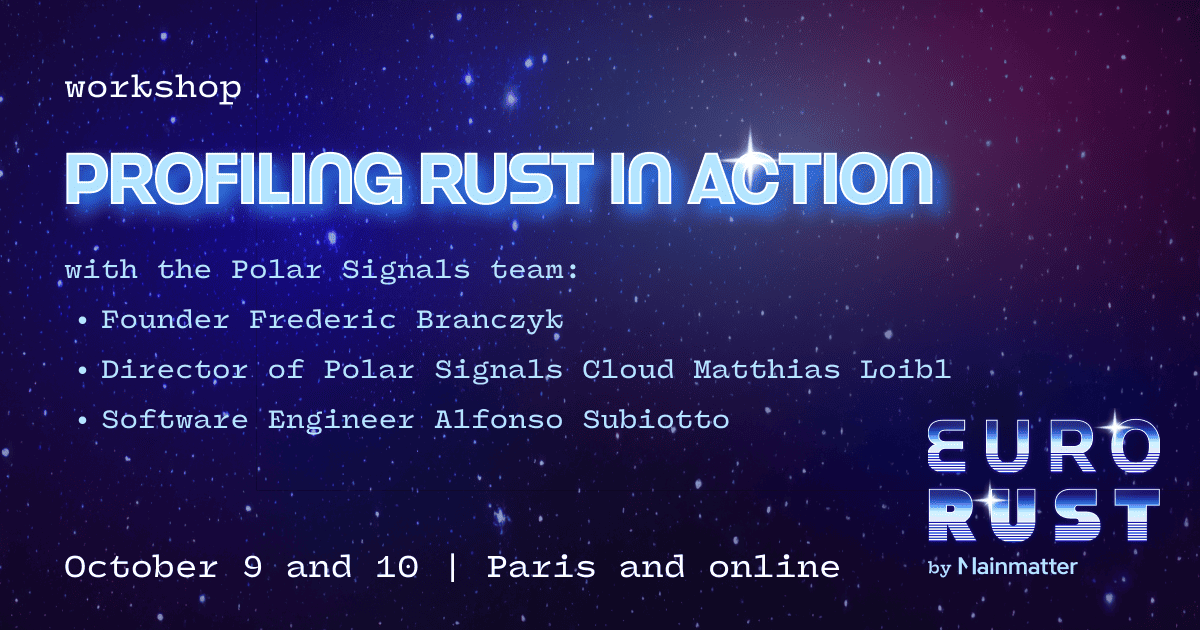 workshop
PROFILING RUST IN ACTION
with the Polar Signals team:
• Founder Frederic Branczyk
• Director of Polar Signals Cloud Matthias Loibl
• Software Engineer Alfonso Subiotto
EURO
RUST
by Mainmatter
October 9 and 10 | Paris and online